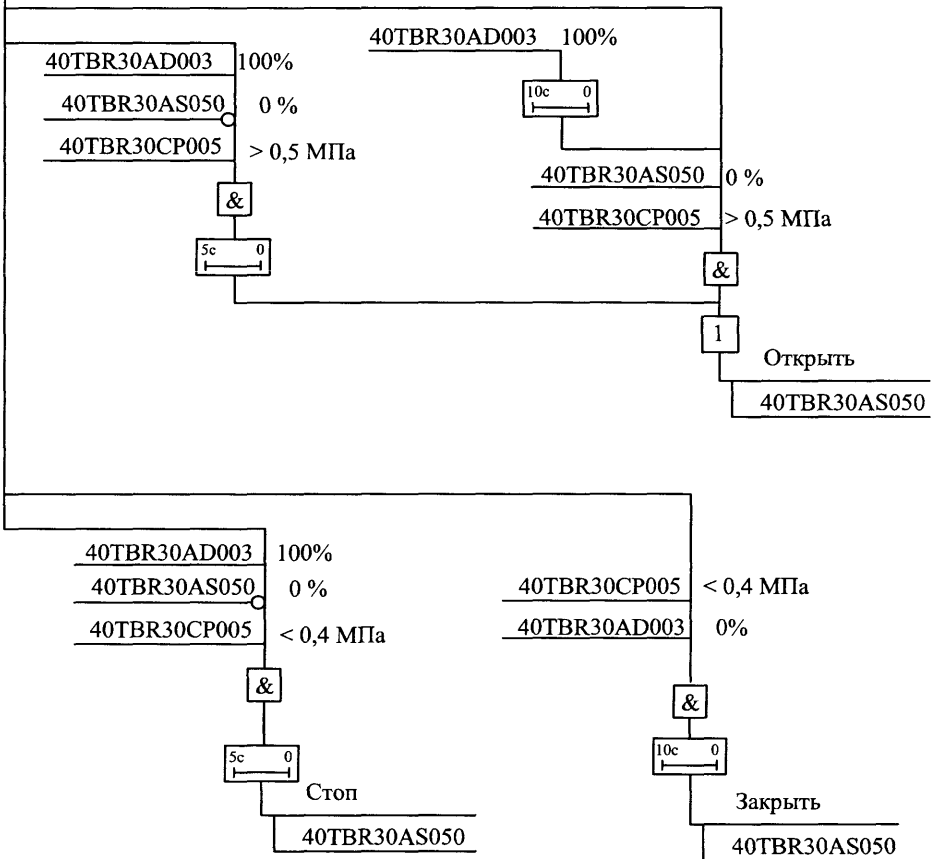 40TBR30AD003 100%
40TBR30AS050 0 %
40TBR30CP005 > 0,5 МПа
&
5с 0
40TBR30AD003 100%
10с 0
40TBR30AS050 0 %
40TBR30CP005 > 0,5 МПа
&
1
Открыть
40TBR30AS050
40TBR30AD003 100%
40TBR30AS050 0 %
40TBR30CP005 < 0,4 МПа
&
5с 0
Стоп
40TBR30AS050
40TBR30CP005 < 0,4 МПа
40TBR30AD003 0%
&
10с 0
Закрыть
40TBR30AS050